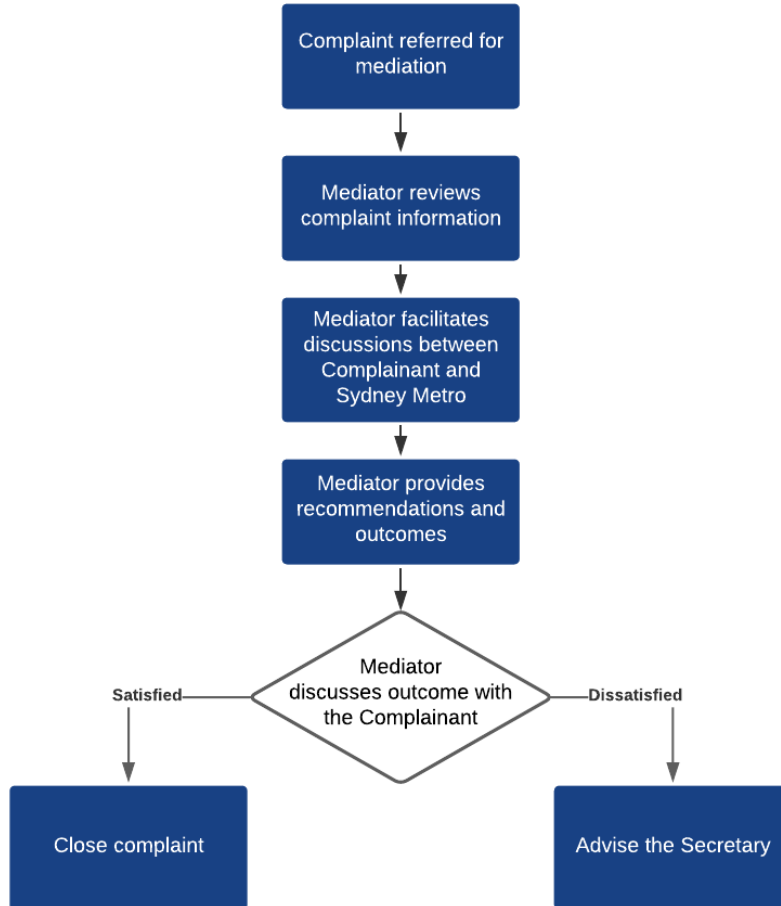 Complaint referred for
mediation
Mediator reviews
complaint information
Mediator facilitates
discussions between
Complainant and
Sydney Metro
Mediator provides
recommendations and
outcomes
Mediator
discusses outcome with
the Complainant
Satisfied
Dissatisfied
Close complaint
Advise the Secretary